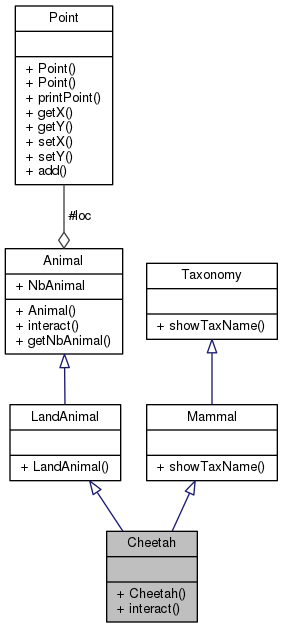 Point
+ Point()
+ Point()
+ printPoint()
+ getX()
+ getY()
+ setX()
+ setY()
+ add()
#loc
Animal
+ NbAnimal
+ Animal()
+ interact()
+ getNbAnimal()
Taxonomy
+ showTaxName()
LandAnimal
+ LandAnimal()
Mammal
+ showTaxName()
Cheetah
+ Cheetah()
+ interact()